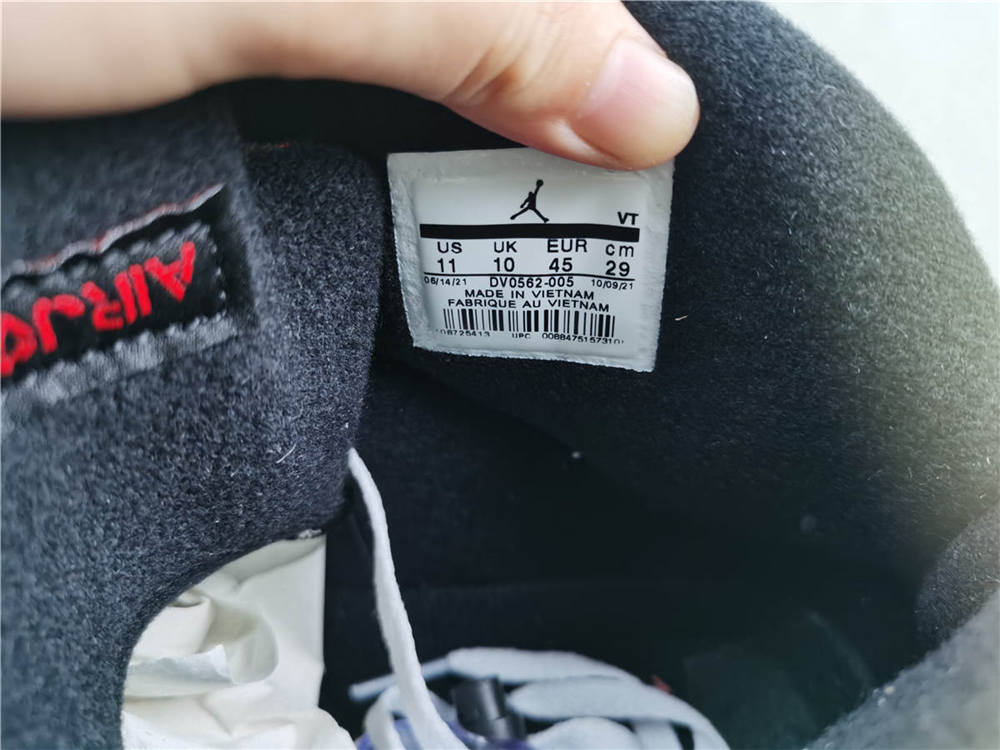 VT
US UK EUR cm
11 10 45 29
06/14/21 DV0562-005 10/09/21
MADE IN VIETNAM
FABRIQUE AU VIETNAM
UPC
AIR